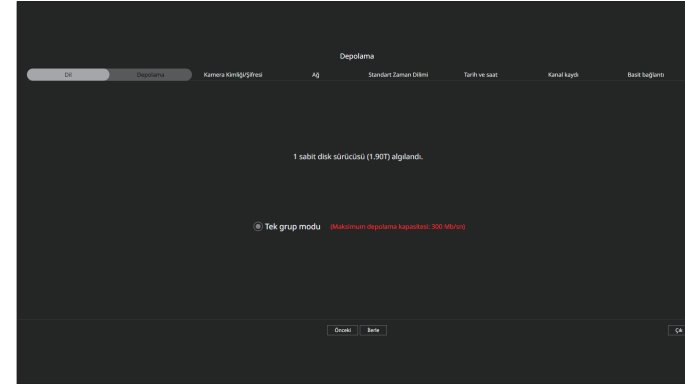 Depolama
Dil Depolama Kamera Kimliği/Şifresi Ağ Standart Zaman Dilimi Tarih ve saat Kanal kaydı Basit bağlantı
1 sabit disk sürücüsü (1.90T) algılandı.
Tek grup modu (Maksimum depolama kapasitesi: 300 Mb/sn)
Önceki İlerle Çık